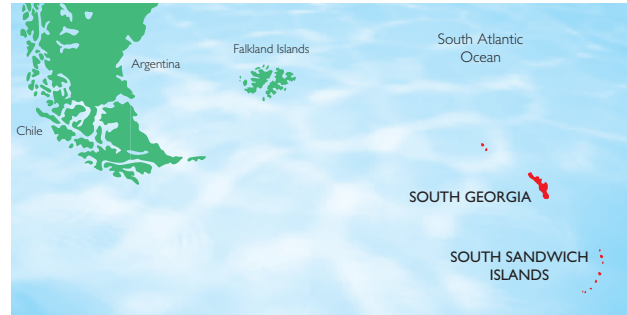 South Atlantic
Ocean
Falkland Islands
Argentina
Chile
SOUTH GEORGIA
SOUTH SANDWICH
ISLANDS